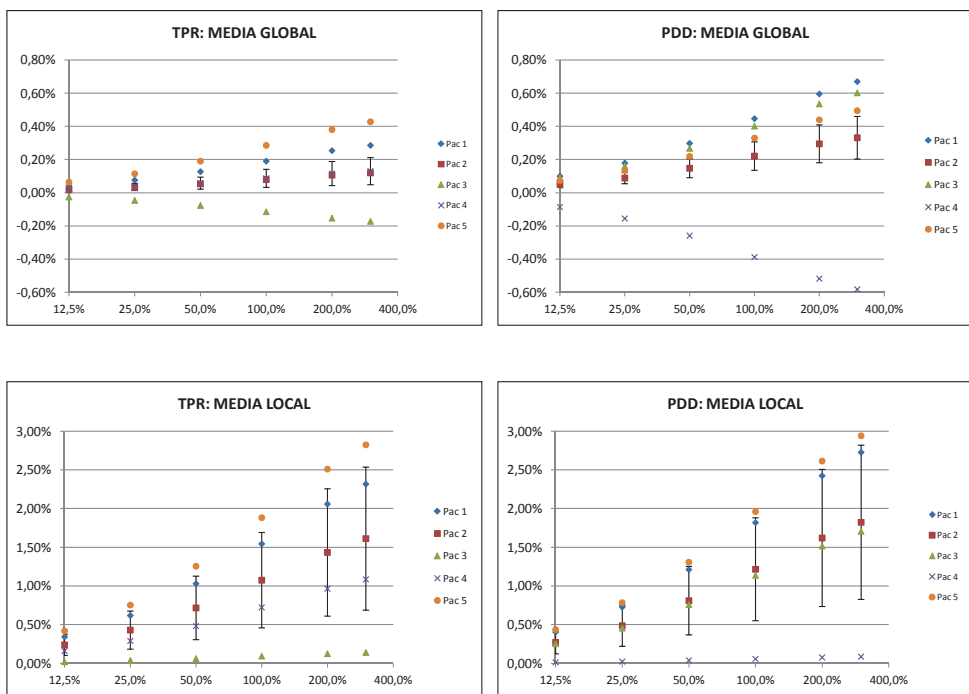 TPR: MEDIA GLOBAL
0,80%
0,60%
0,40%
0,20%
0,00%
-0,20%
-0,40%
-0,60%
12,5% 25,0% 50,0% 100,0% 200,0% 400,0%
Pac 1
Pac 2
Pac 3
Pac 4
Pac 5
PDD: MEDIA GLOBAL
0,80%
0,60%
0,40%
0,20%
0,00%
-0,20%
-0,40%
-0,60%
12,5% 25,0% 50,0% 100,0% 200,0% 400,0%
Pac 1
Pac 2
Pac 3
Pac 4
Pac 5
TPR: MEDIA LOCAL
3,00%
2,50%
2,00%
1,50%
1,00%
0,50%
0,00%
12,5% 25,0% 50,0% 100,0% 200,0% 400,0%
Pac 1
Pac 2
Pac 3
Pac 4
Pac 5
PDD: MEDIA LOCAL
3,00%
2,50%
2,00%
1,50%
1,00%
0,50%
0,00%
12,5% 25,0% 50,0% 100,0% 200,0% 400,0%
Pac 1
Pac 2
Pac 3
Pac 4
Pac 5